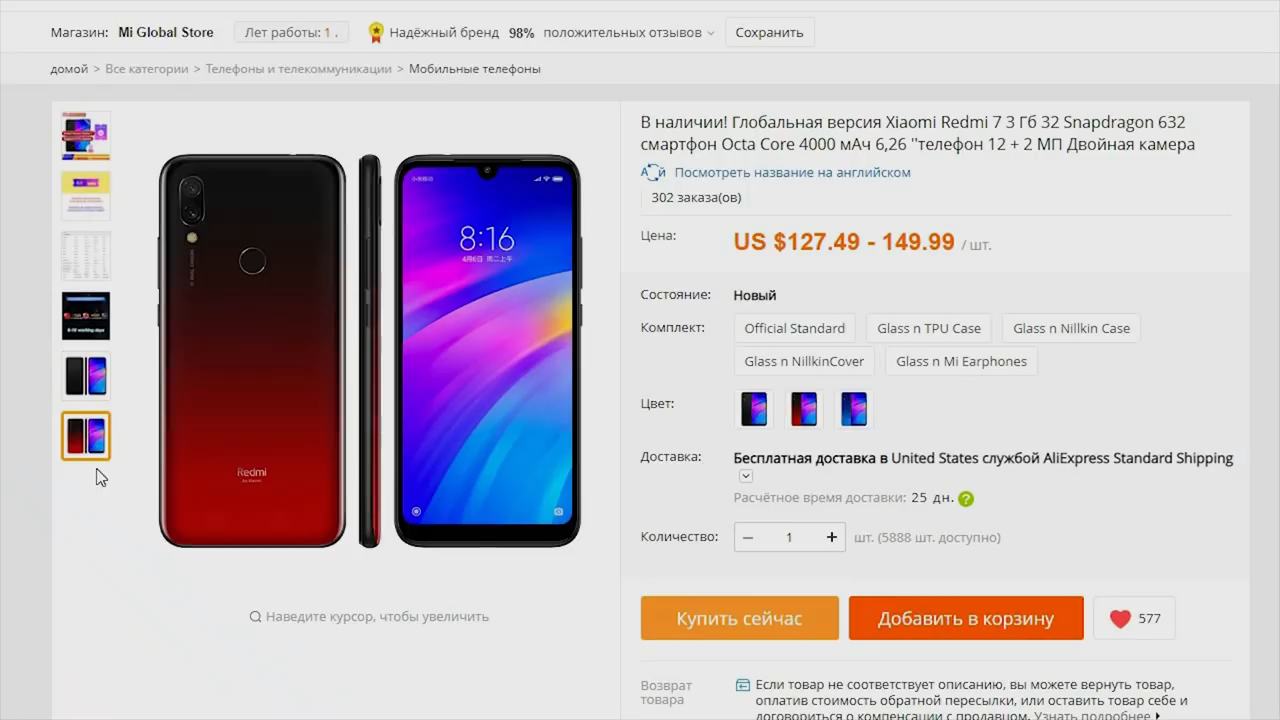 Магазин: Mi Global Store Лет работы: 1 . Надёжный бренд 98% положительных отзывов Сохранить
домой > Все категории > Телефоны и телекоммуникации > Мобильные телефоны
В наличии! Глобальная версия Xiaomi Redmi 7 3 Гб 32 Snapdragon 632
смартфон Octa Core 4000 мАч 6,26 ''телефон 12 + 2 МП Двойная камера
Посмотреть название на английском
302 заказа(ов)
Цена: US $127.49 - 149.99 / шт.
Состояние: Новый
Комплект: Official Standard Glass n TPU Case Glass n Nillkin Case
Glass n NillkinCover Glass n Mi Earphones
Цвет:
Доставка: Бесплатная доставка в United States службой AliExpress Standard Shipping
Расчётное время доставки: 25 дн. ?
Количество: − 1 + шт. (5888 шт. доступно)
Купить сейчас Добавить в корзину 577
Возврат товара
Если товар не соответствует описанию, вы можете вернуть товар,
оплатив стоимость обратной пересылки, или оставить товар себе и
договориться о компенсации с продавцом. Узнать подробнее
8:16
Redmi
Наведите курсор, чтобы увеличить